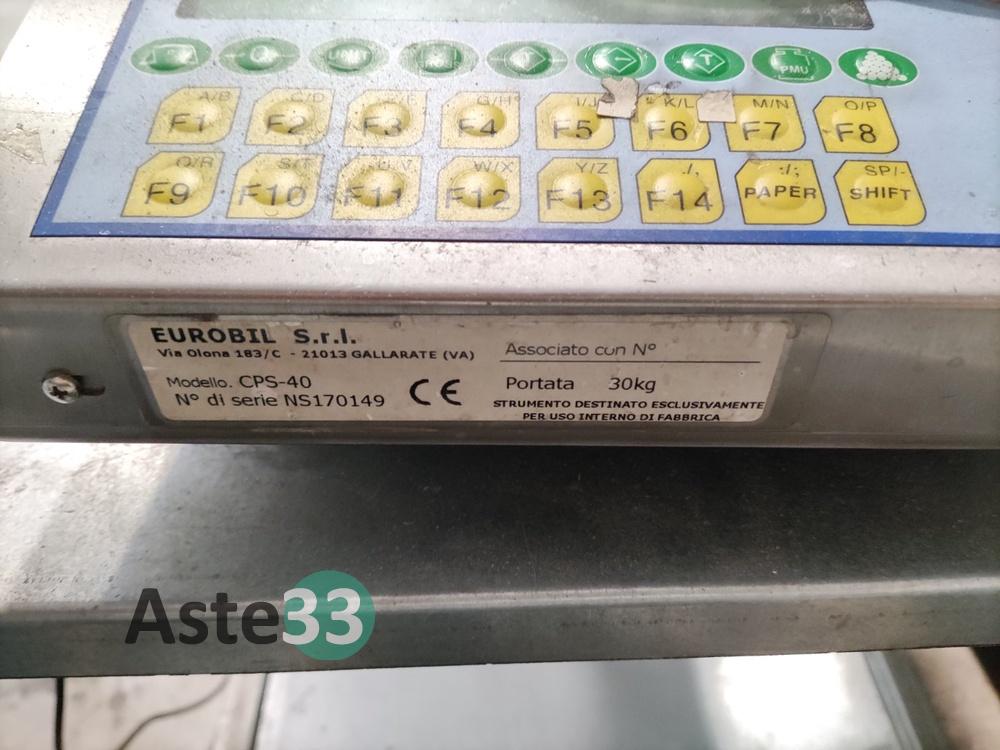 PMU
A/B C/D E/F G/H I/J K/L M/N O/P
F1 F2 F3 F4 F5 F6 F7 F8
Q/R S/T U/V W/X Y/Z ./, :/; SP/-
F9 F10 F11 F12 F13 F14 PAPER SHIFT
EUROBIL S.r.l.
Via Olona 183/C - 21013 GALLARATE (VA)
Modello. CPS-40
N° di serie NS170149
CE
Associato con N°
Portata 30kg
STRUMENTO DESTINATO ESCLUSIVAMENTE
PER USO INTERNO DI FABBRICA
Aste33